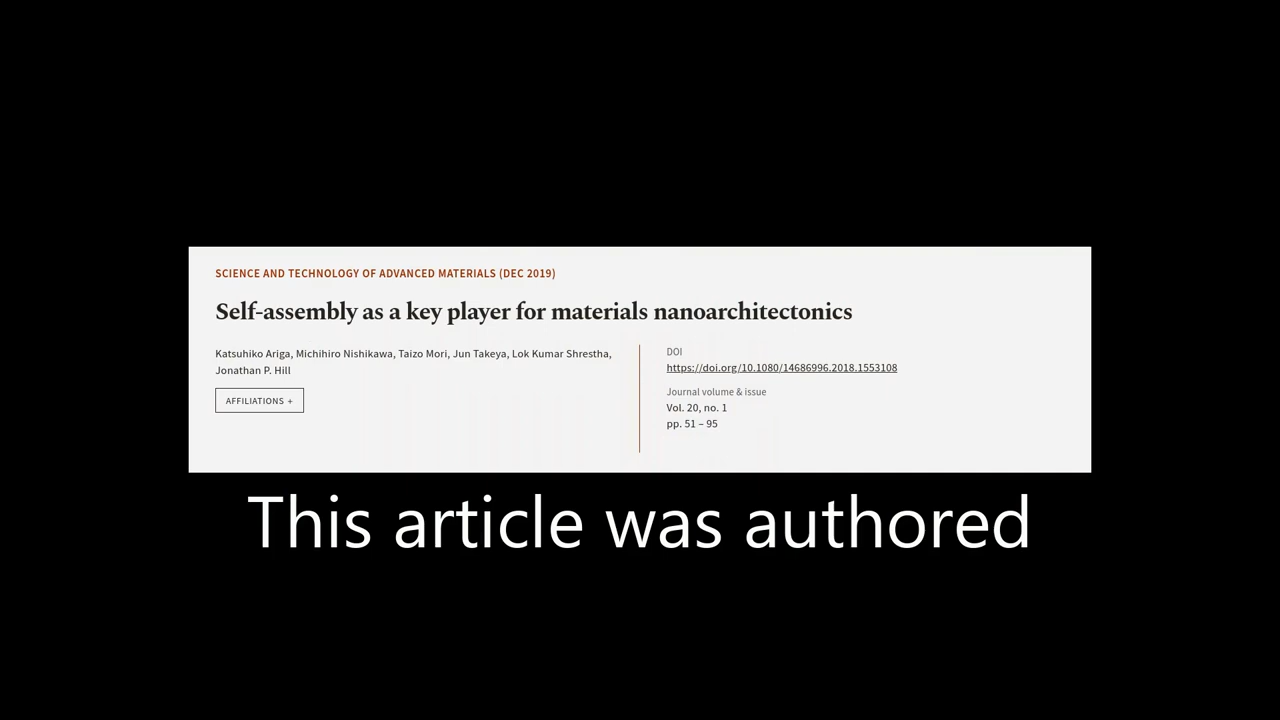 SCIENCE AND TECHNOLOGY OF ADVANCED MATERIALS (DEC 2019)
Self-assembly as a key player for materials nanoarchitectonics
Katsuhiko Ariga, Michihiro Nishikawa, Taizo Mori, Jun Takeya, Lok Kumar Shrestha,
Jonathan P. Hill
AFFILIATIONS +
DOI
https://doi.org/10.1080/14686996.2018.1553108
Journal volume & issue
Vol. 20, no. 1
pp. 51 – 95
This article was authored